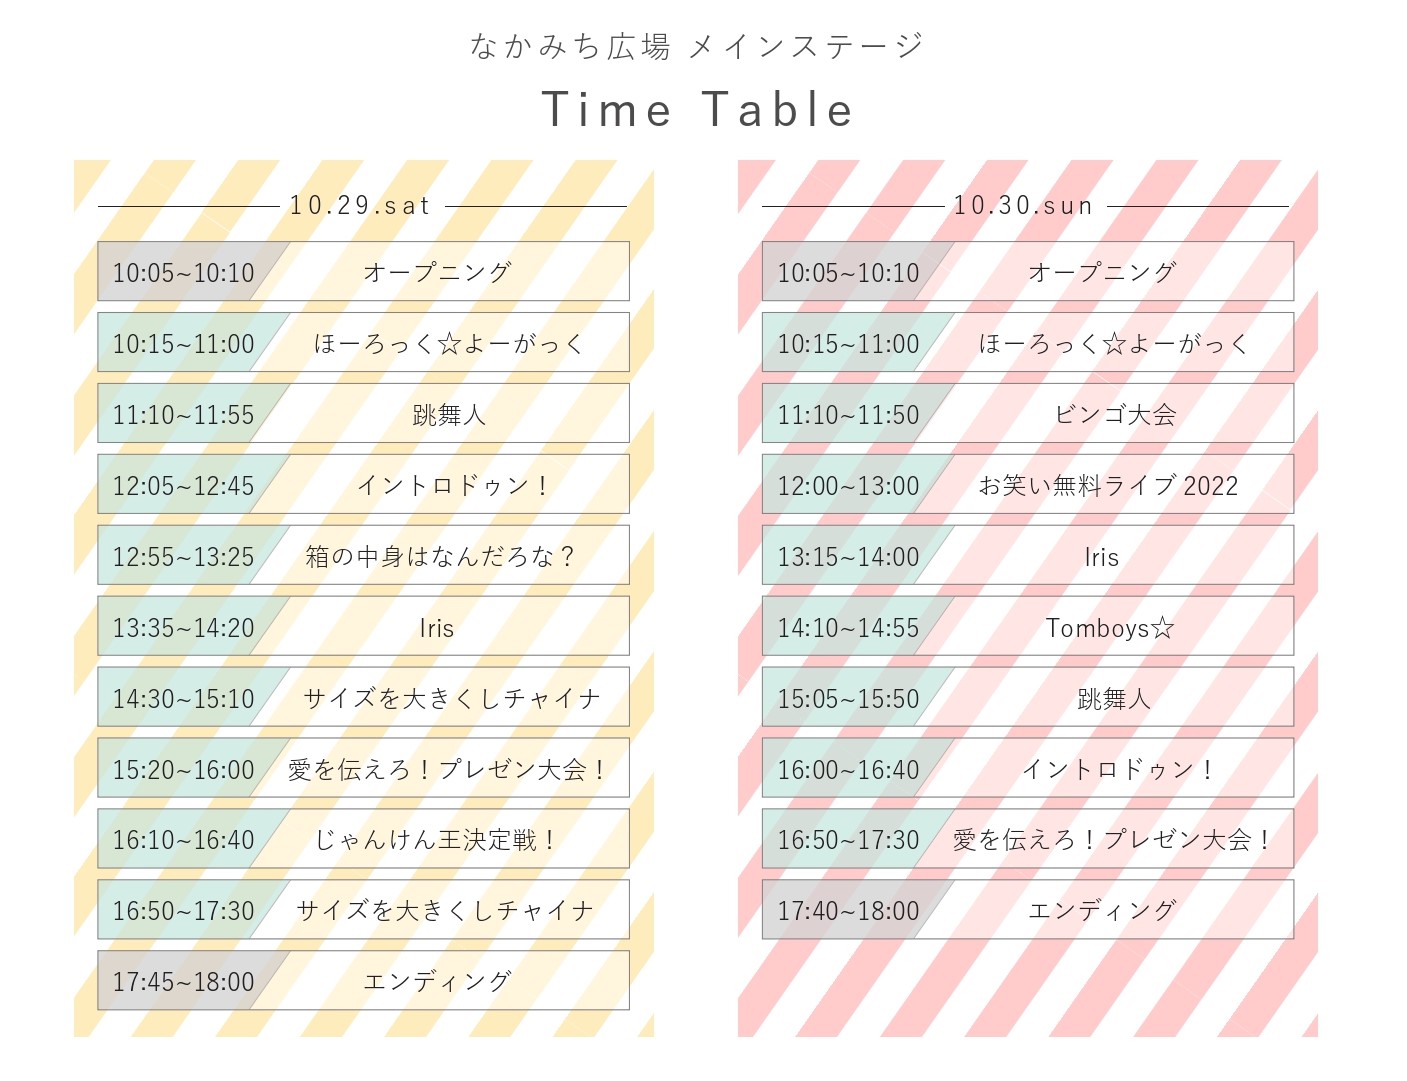 なかみち広場 メインステージ
Time Table
10.29.sat
10:05~10:10 オープニング
10:15~11:00 ほーろっく☆よーがっく
11:10~11:55 跳舞人
12:05~12:45 イントロドゥン！
12:55~13:25 箱の中身はなんだろな？
13:35~14:20 Iris
14:30~15:10 サイズを大きくしチャイナ
15:20~16:00 愛を伝えろ！プレゼン大会！
16:10~16:40 じゃんけん王決定戦！
16:50~17:30 サイズを大きくしチャイナ
17:45~18:00 エンディング
10.30.sun
10:05~10:10 オープニング
10:15~11:00 ほーろっく☆よーがっく
11:10~11:50 ビンゴ大会
12:00~13:00 お笑い無料ライブ 2022
13:15~14:00 Iris
14:10~14:55 Tomboys☆
15:05~15:50 跳舞人
16:00~16:40 イントロドゥン！
16:50~17:30 愛を伝えろ！プレゼン大会！
17:40~18:00 エンディング